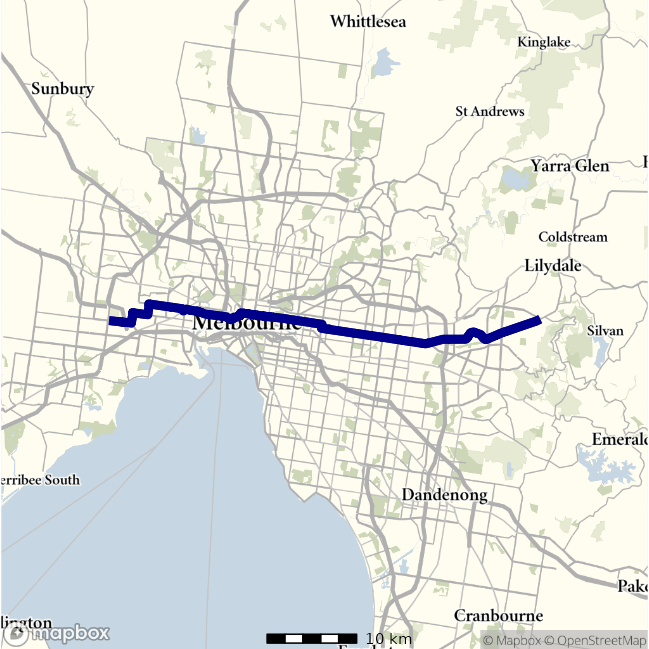 Whittlesea
Kinglake
Sunbury
St Andrews
Yarra Glen
Coldstream
Lilydale
Melbourne
Silvan
Emerald
erribee South
Dandenong
Pake
Cranbourne
lington
mapbox
10 km
© Mapbox © OpenStreetMap